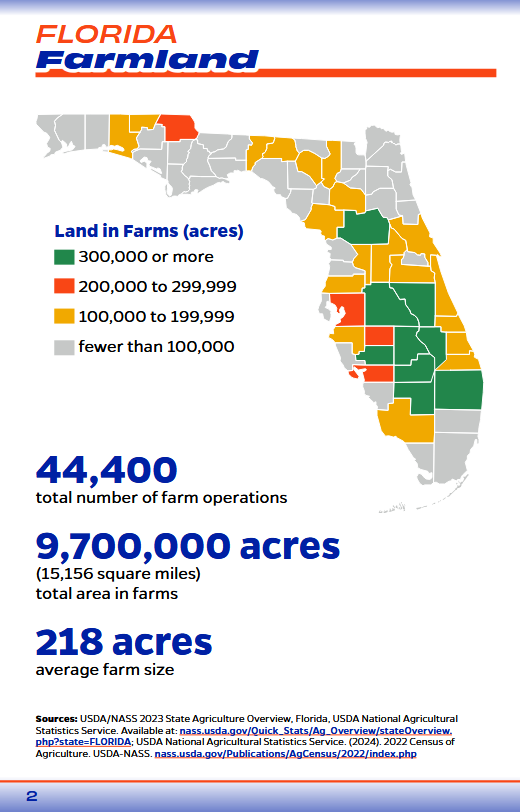 FLORIDA
Farmland
Land in Farms (acres)
300,000 or more
200,000 to 299,999
100,000 to 199,999
fewer than 100,000
44,400
total number of farm operations
9,700,000 acres
(15,156 square miles)
total area in farms
218 acres
average farm size
Sources: USDA/NASS 2023 State Agriculture Overview, Florida, USDA National Agricultural
Statistics Service. Available at: nass.usda.gov/Quick_Stats/Ag_Overview/stateOverview.
php?state=FLORIDA; USDA National Agricultural Statistics Service. (2024). 2022 Census of
Agriculture. USDA-NASS. nass.usda.gov/Publications/AgCensus/2022/index.php
2